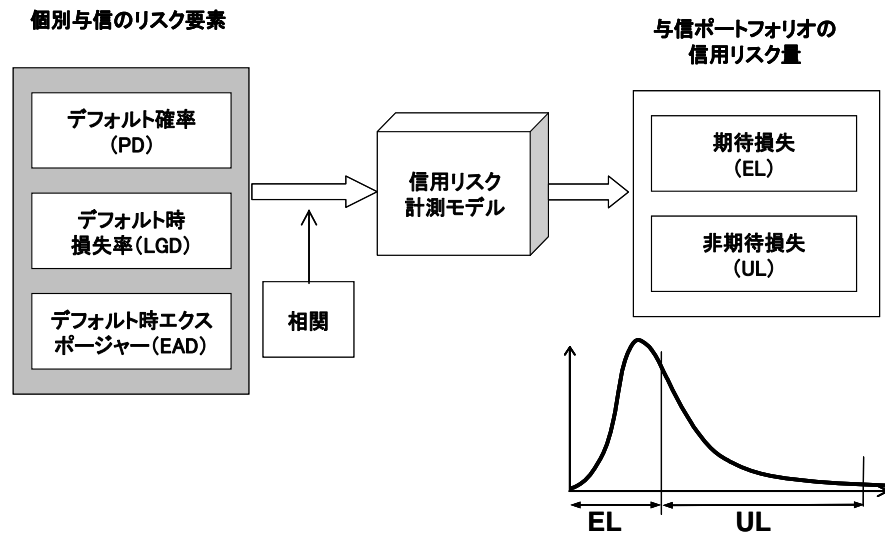 個別与信のリスク要素
デフォルト確率
(PD)
デフォルト時
損失率(LGD)
デフォルト時エクス
ポージャー(EAD)
相関
信用リスク
計測モデル
与信ポートフォリオの
信用リスク量
期待損失
(EL)
非期待損失
(UL)
EL
UL